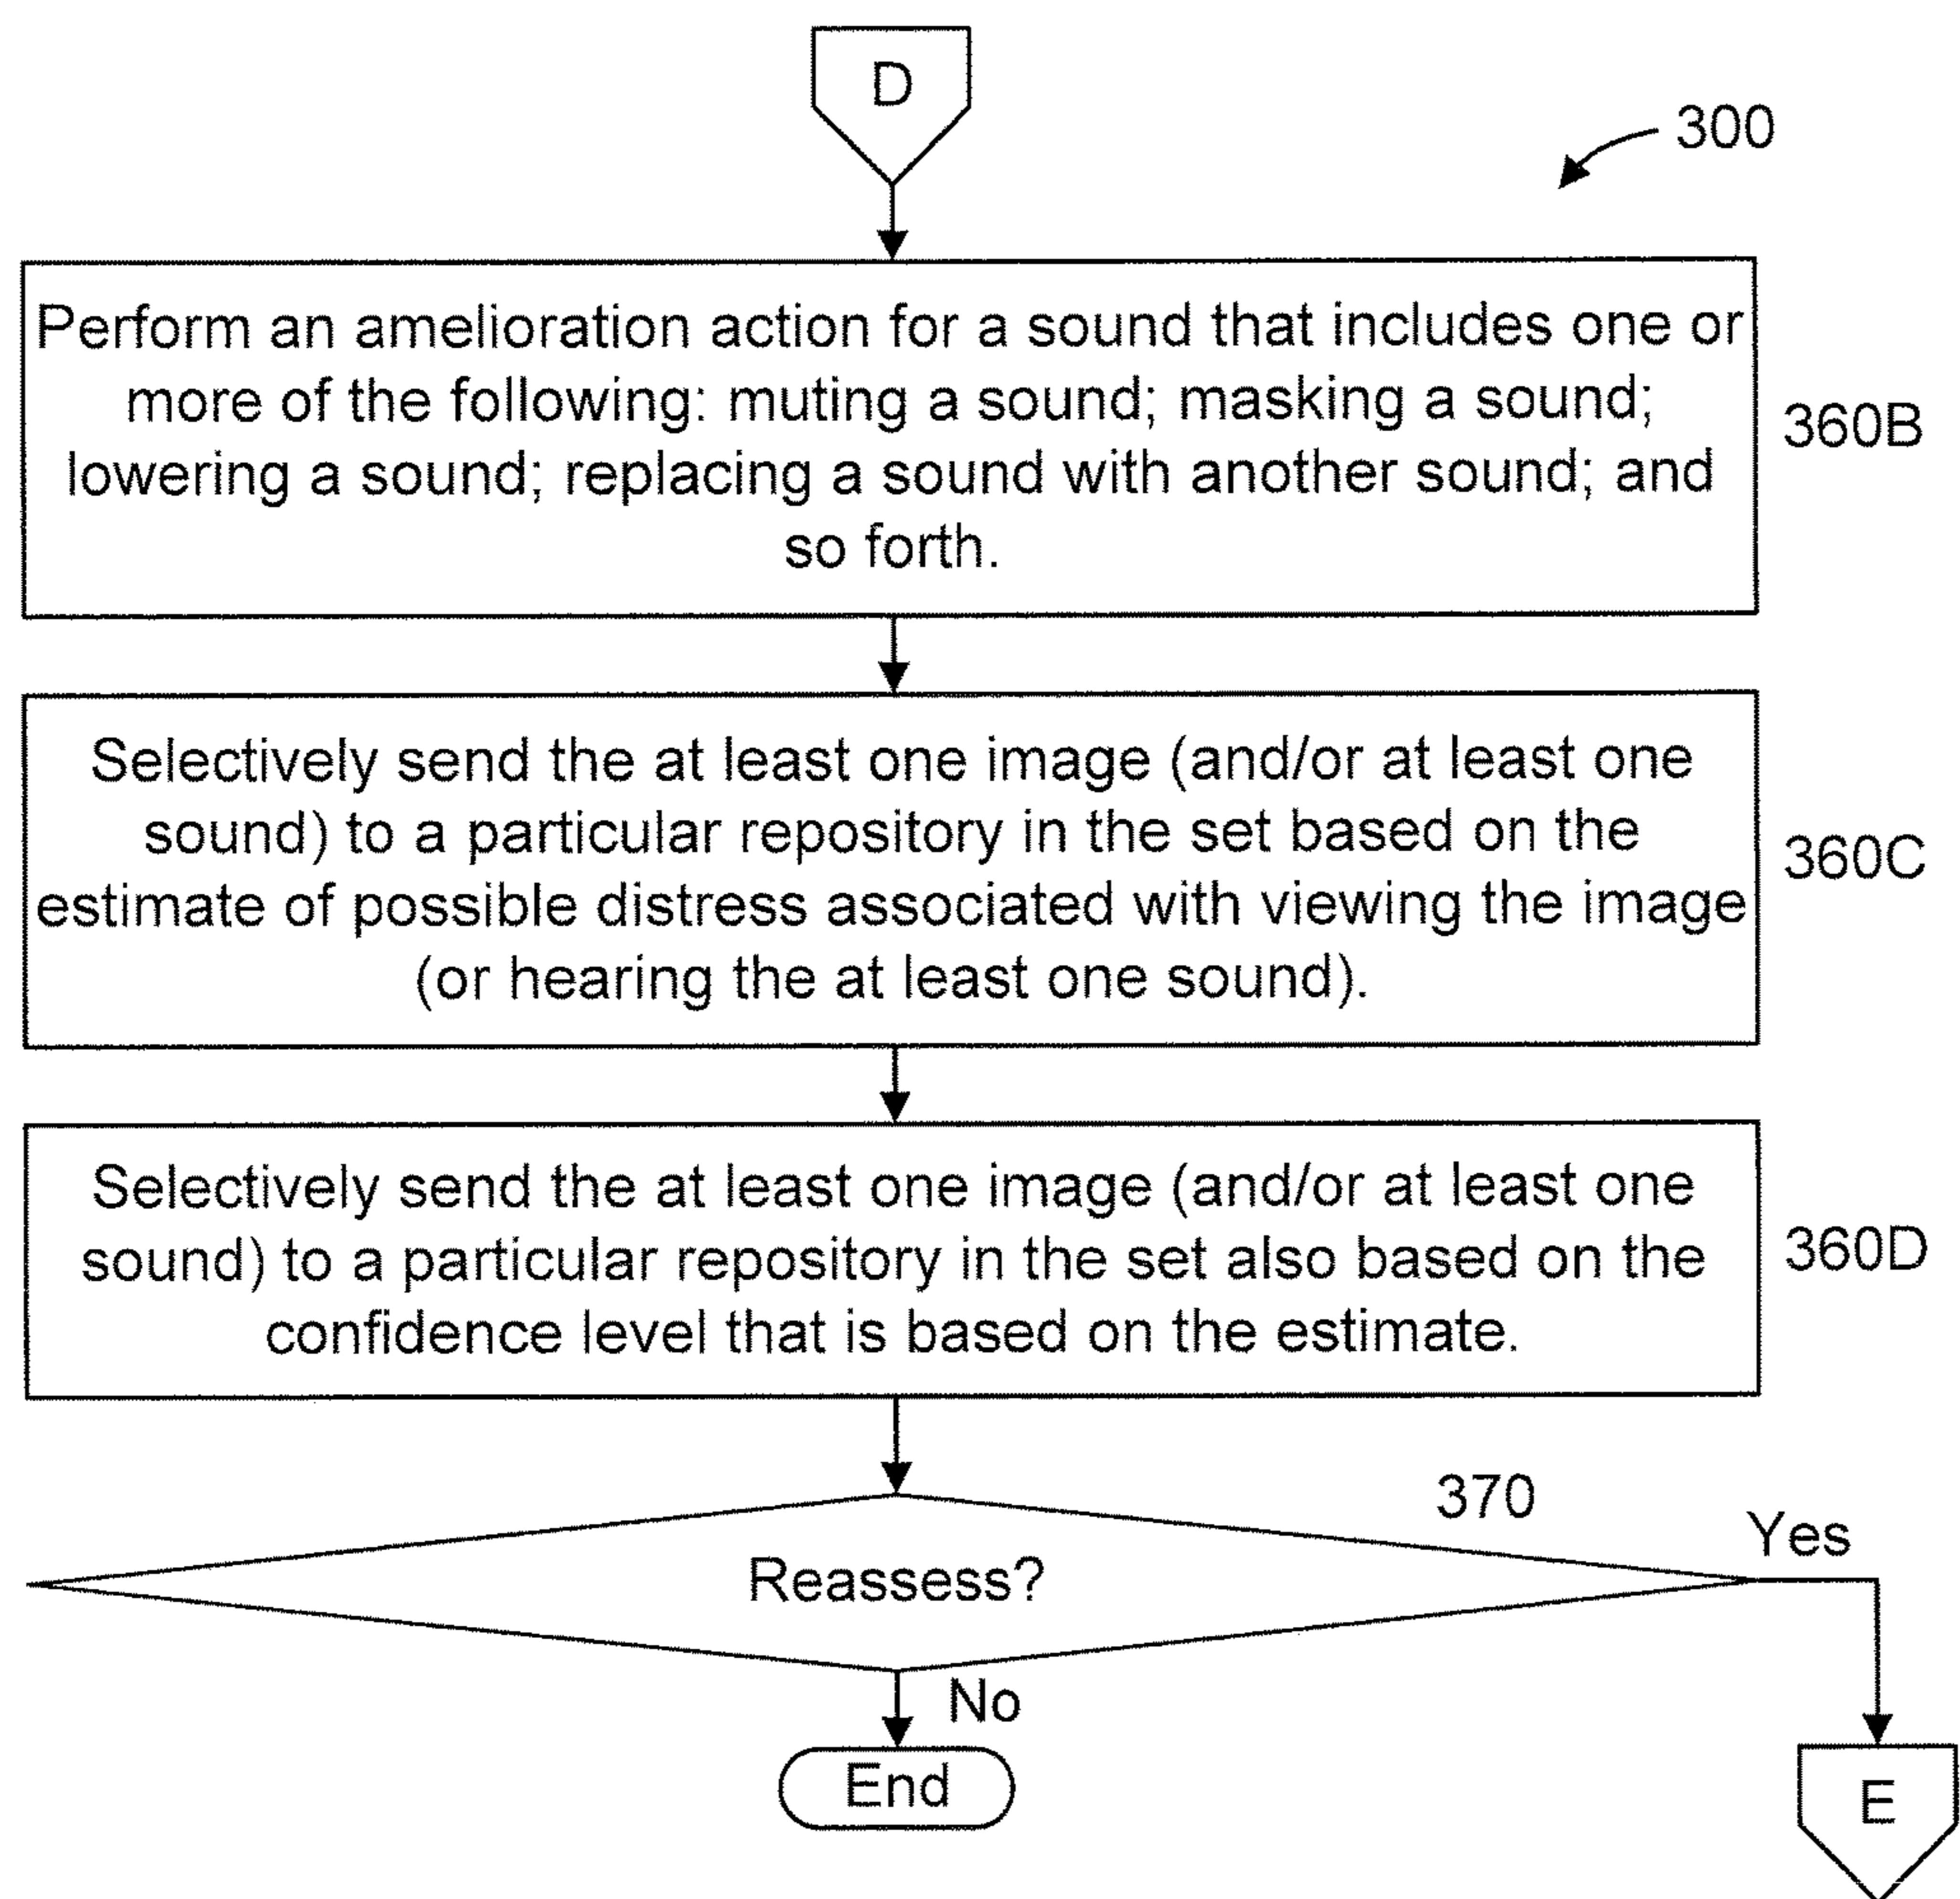 D
300
Perform an amelioration action for a sound that includes one or
more of the following: muting a sound; masking a sound;
lowering a sound; replacing a sound with another sound; and
so forth.
360B
Selectively send the at least one image (and/or at least one
sound) to a particular repository in the set based on the
estimate of possible distress associated with viewing the image
(or hearing the at least one sound).
360C
Selectively send the at least one image (and/or at least one
sound) to a particular repository in the set also based on the
confidence level that is based on the estimate.
360D
370
Yes
Reassess?
No
End
E